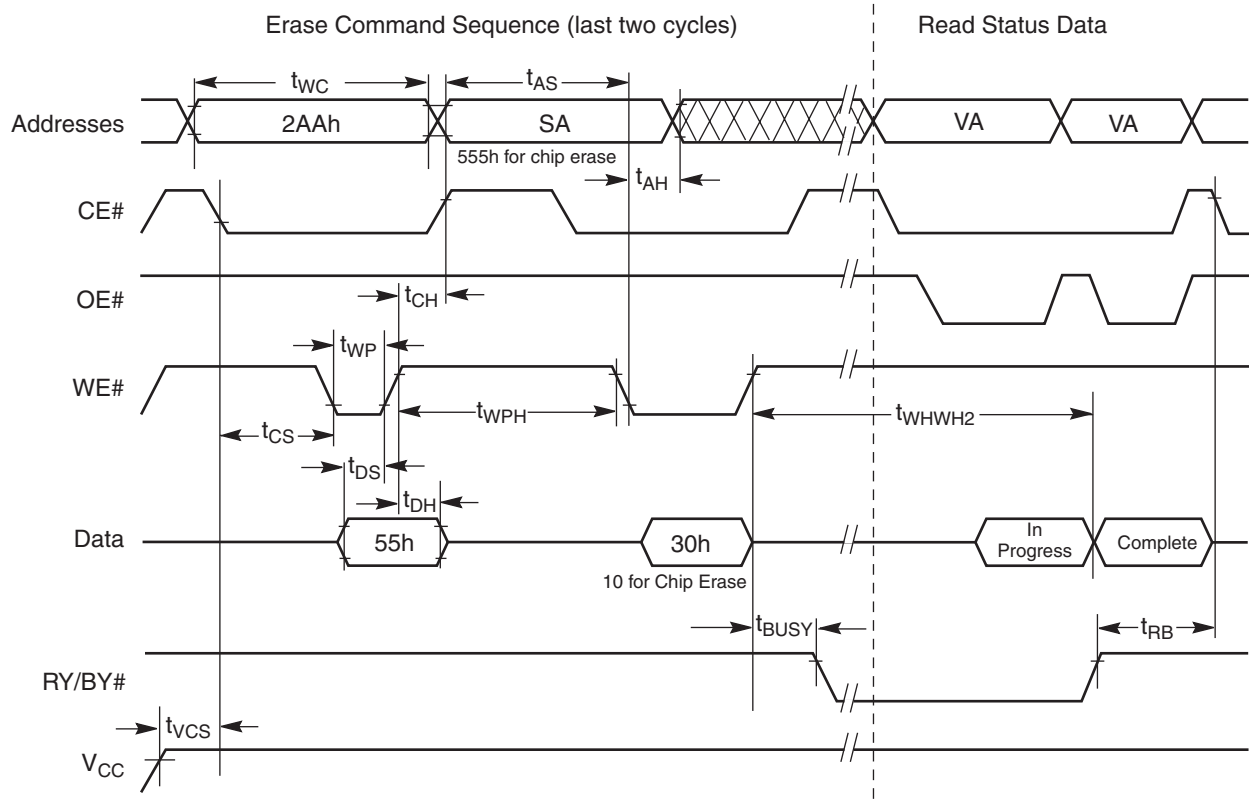 Erase Command Sequence (last two cycles)
Read Status Data
tWC
tAS
Addresses
2AAh
SA
VA
VA
555h for chip erase
tAH
CE#
tCH
OE#
tWP
WE#
tWPH
tWHWH2
tCS
tDS
tDH
Data
55h
30h
In
Progress
Complete
10 for Chip Erase
tBUSY
tRB
RY/BY#
tVCS
VCC